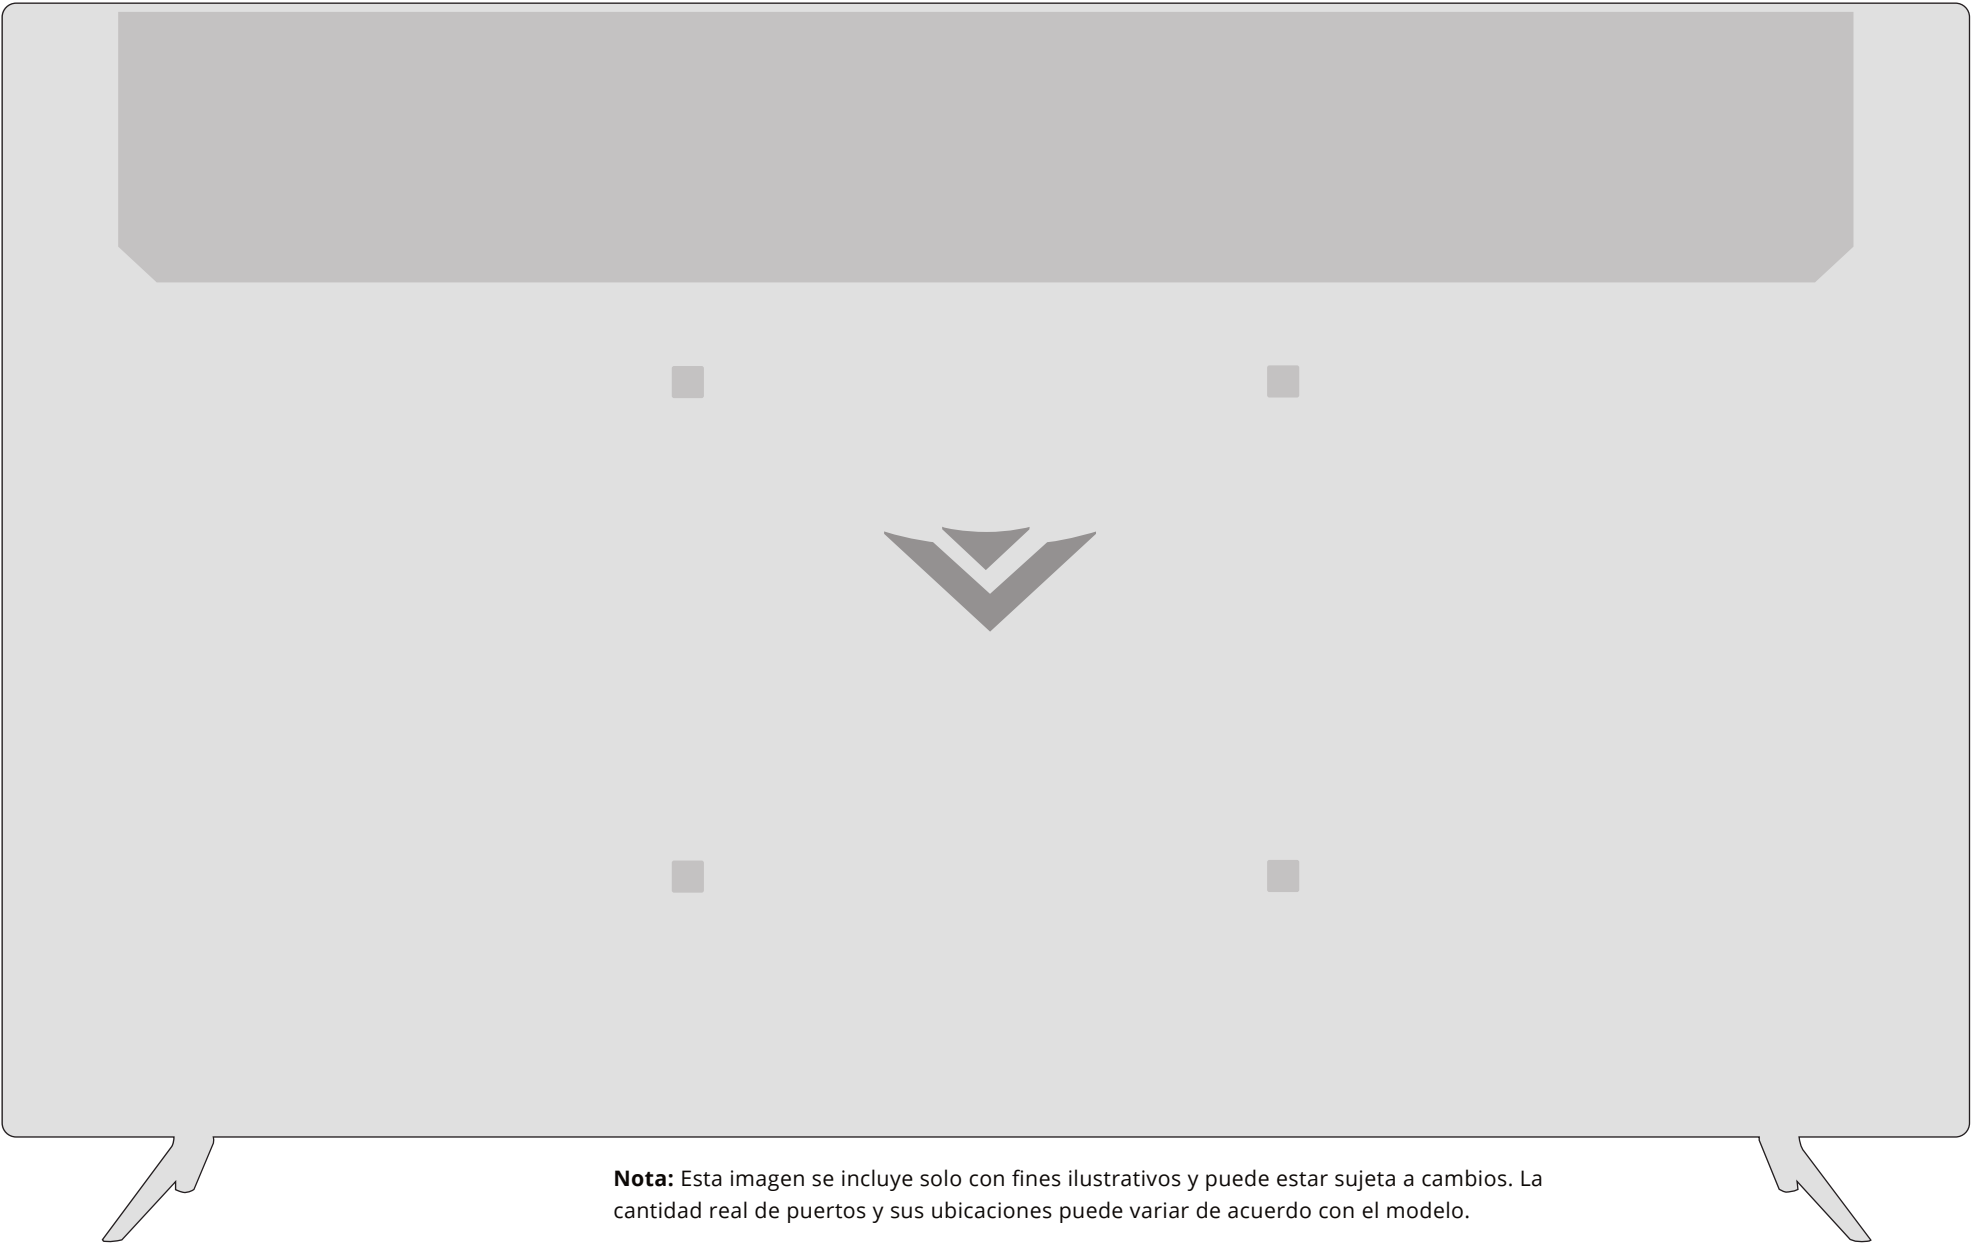 Nota: Esta imagen se incluye solo con fines ilustrativos y puede estar sujeta a cambios. La
cantidad real de puertos y sus ubicaciones puede variar de acuerdo con el modelo.